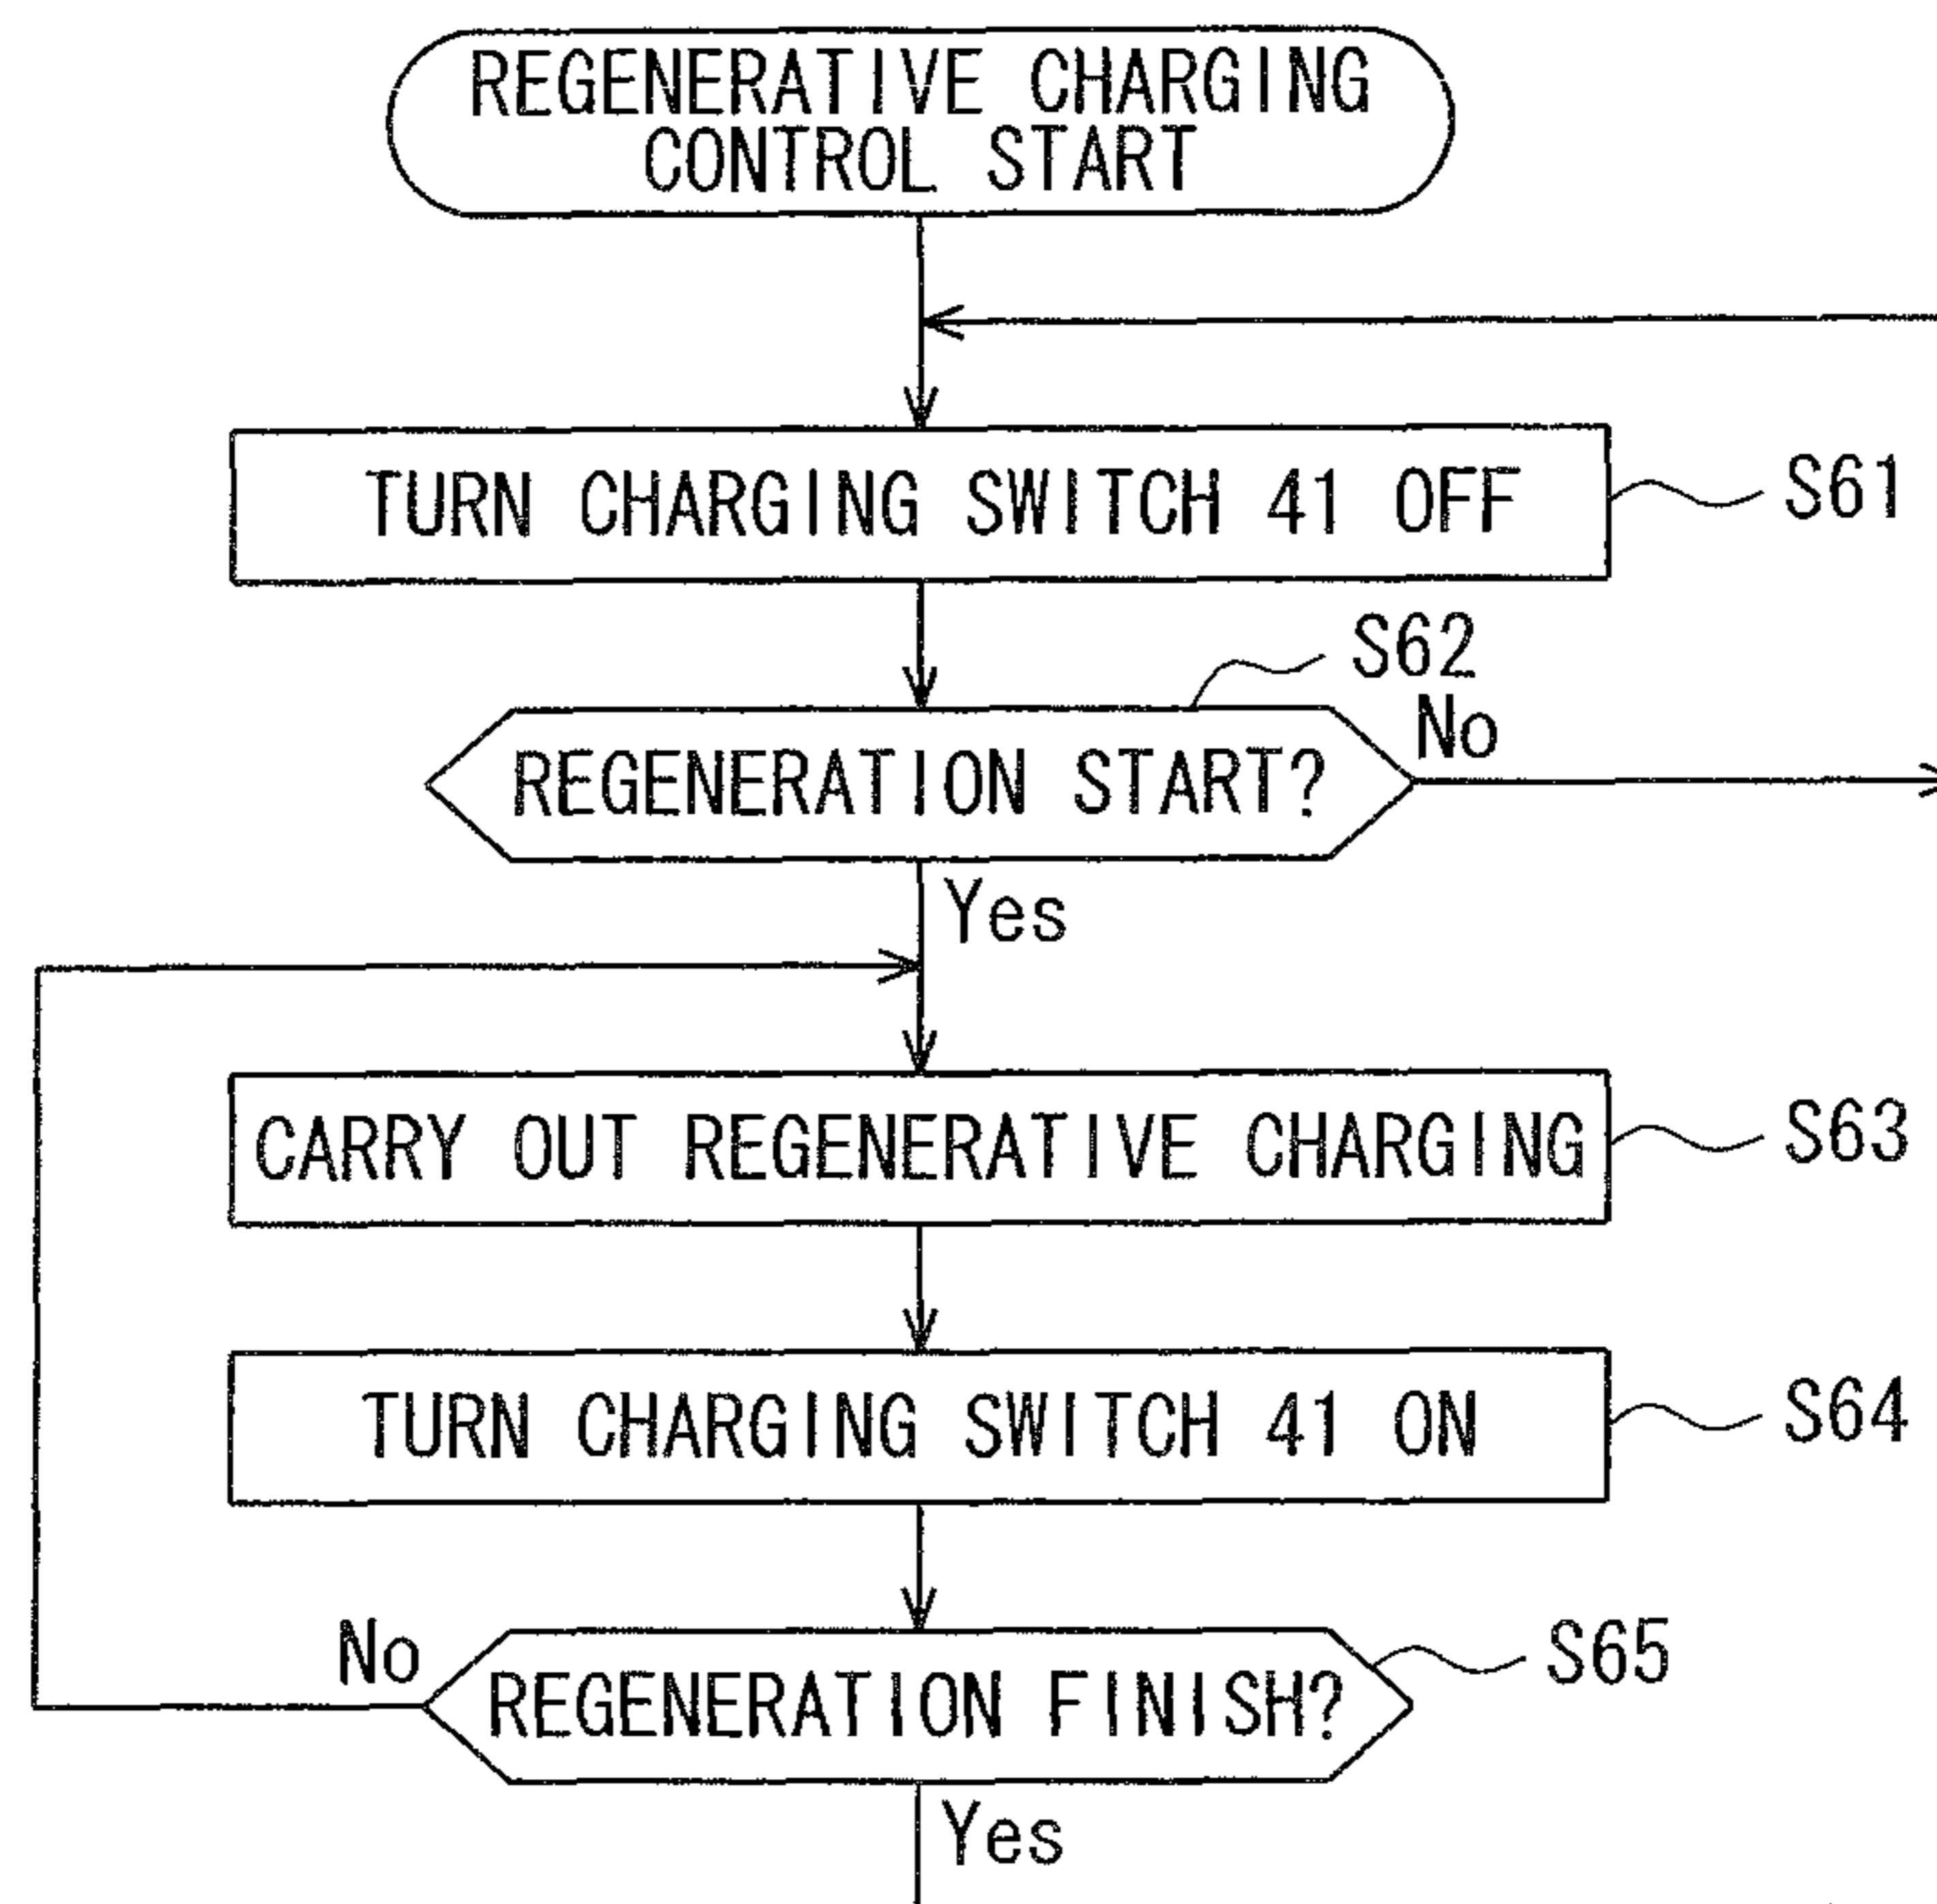 REGENERATIVE CHARGING
CONTROL START
TURN CHARGING SWITCH 41 OFF
S61
S62
No
REGENERATION START?
Yes
CARRY OUT REGENERATIVE CHARGING
S63
TURN CHARGING SWITCH 41 ON
S64
No
REGENERATION FINISH?
S65
Yes